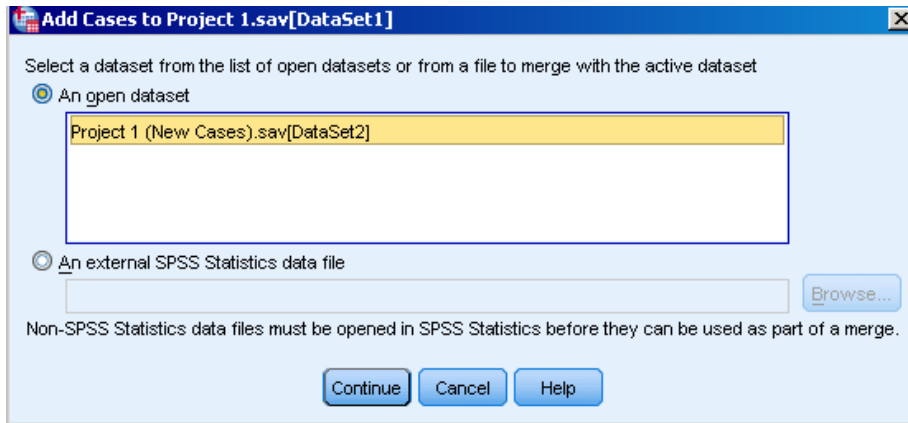 Add Cases to Project 1.sav[DataSet1]
Select a dataset from the list of open datasets or from a file to merge with the active dataset
An open dataset
Project 1 (New Cases).sav[DataSet2]
An external SPSS Statistics data file
Browse...
Non-SPSS Statistics data files must be opened in SPSS Statistics before they can be used as part of a merge.
Continue Cancel Help